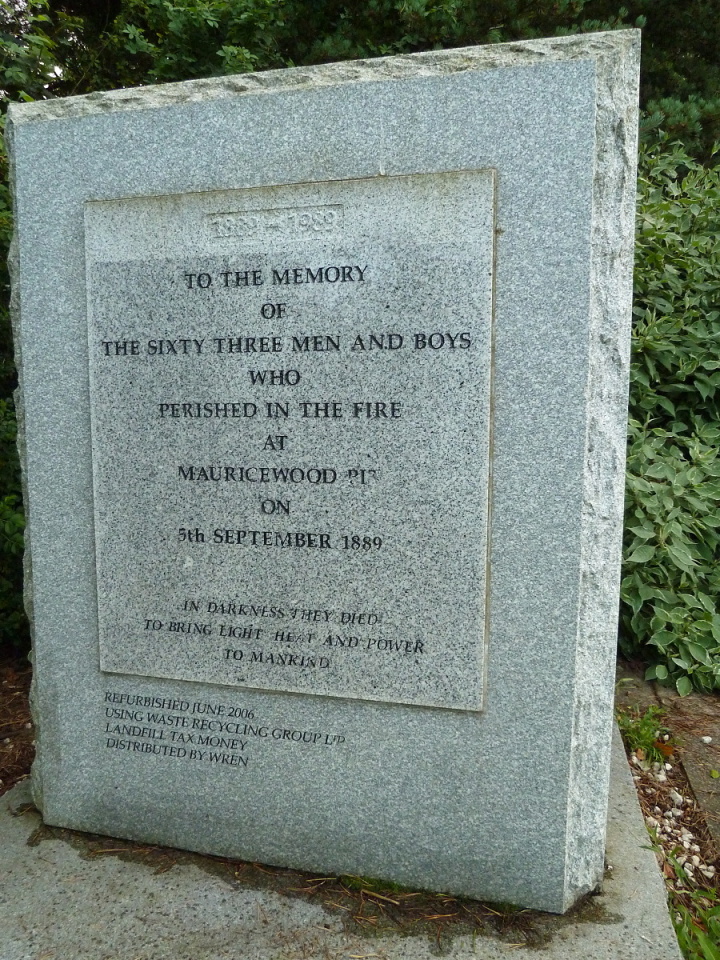 1889 - 1989
TO THE MEMORY
OF
THE SIXTY THREE MEN AND BOYS
WHO
PERISHED IN THE FIRE
AT
MAURICEWOOD PIT
ON
5th SEPTEMBER 1889
IN DARKNESS THEY DIED
TO BRING LIGHT HEAT AND POWER
TO MANKIND
REFURBISHED JUNE 2006
USING WASTE RECYCLING GROUP LTD
LANDFILL TAX MONEY
DISTRIBUTED BY WREN